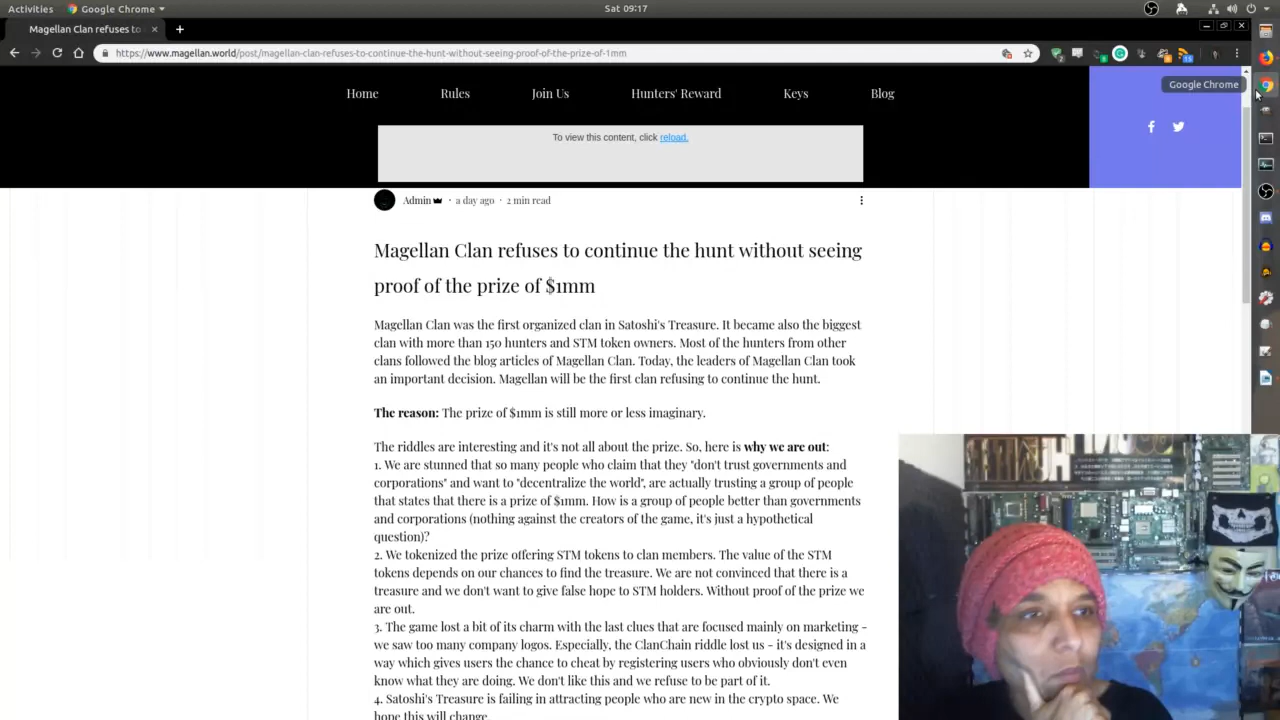 Activities
Google Chrome
Sat 09:17
Magellan Clan refuses to
https://www.magellan.world/post/magellan-clan-refuses-to-continue-the-hunt-without-seeing-proof-of-the-prize-of-1mm
Google Chrome
Home Rules Join Us Hunters' Reward Keys Blog
To view this content, click reload.
Admin · a day ago · 2 min read
Magellan Clan refuses to continue the hunt without seeing
proof of the prize of $1mm
Magellan Clan was the first organized clan in Satoshi's Treasure. It became also the biggest
clan with more than 150 hunters and STM token owners. Most of the hunters from other
clans followed the blog articles of Magellan Clan. Today, the leaders of Magellan Clan took
an important decision. Magellan will be the first clan refusing to continue the hunt.
The reason: The prize of $1mm is still more or less imaginary.
The riddles are interesting and it's not all about the prize. So, here is why we are out:
1. We are stunned that so many people who claim that they "don't trust governments and
corporations" and want to "decentralize the world", are actually trusting a group of people
that states that there is a prize of $1mm. How is a group of people better than governments
and corporations (nothing against the creators of the game, it's just a hypothetical
question)?
2. We tokenized the prize offering STM tokens to clan members. The value of the STM
tokens depends on our chances to find the treasure. We are not convinced that there is a
treasure and we don't want to give false hope to STM holders. Without proof of the prize we
are out.
3. The game lost a bit of its charm with the last clues that are focused mainly on marketing -
we saw too many company logos. Especially, the ClanChain riddle lost us - it's designed in a
way which gives users the chance to cheat by registering users who obviously don't even
know what they are doing. We don't like this and we refuse to be part of it.
4. Satoshi's Treasure is failing in attracting people who are new in the crypto space. We
hope this will change.